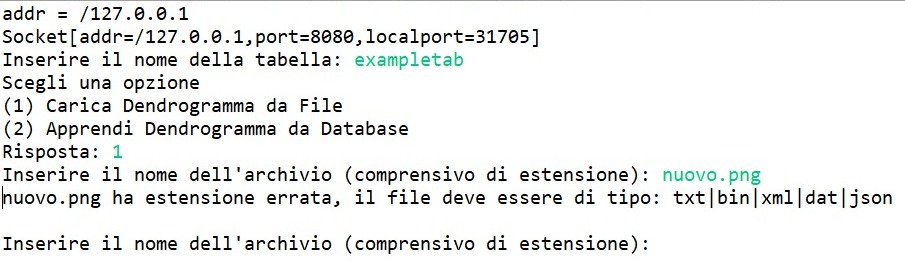 addr = /127.0.0.1
Socket[addr=/127.0.0.1,port=8080,localport=31705]
Inserire il nome della tabella: exampletab
Scegli una opzione
(1) Carica Dendrogramma da File
(2) Apprendi Dendrogramma da Database
Risposta: 1
Inserire il nome dell'archivio (comprensivo di estensione): nuovo.png
nuovo.png ha estensione errata, il file deve essere di tipo: txt|bin|xml|dat|json
Inserire il nome dell'archivio (comprensivo di estensione):